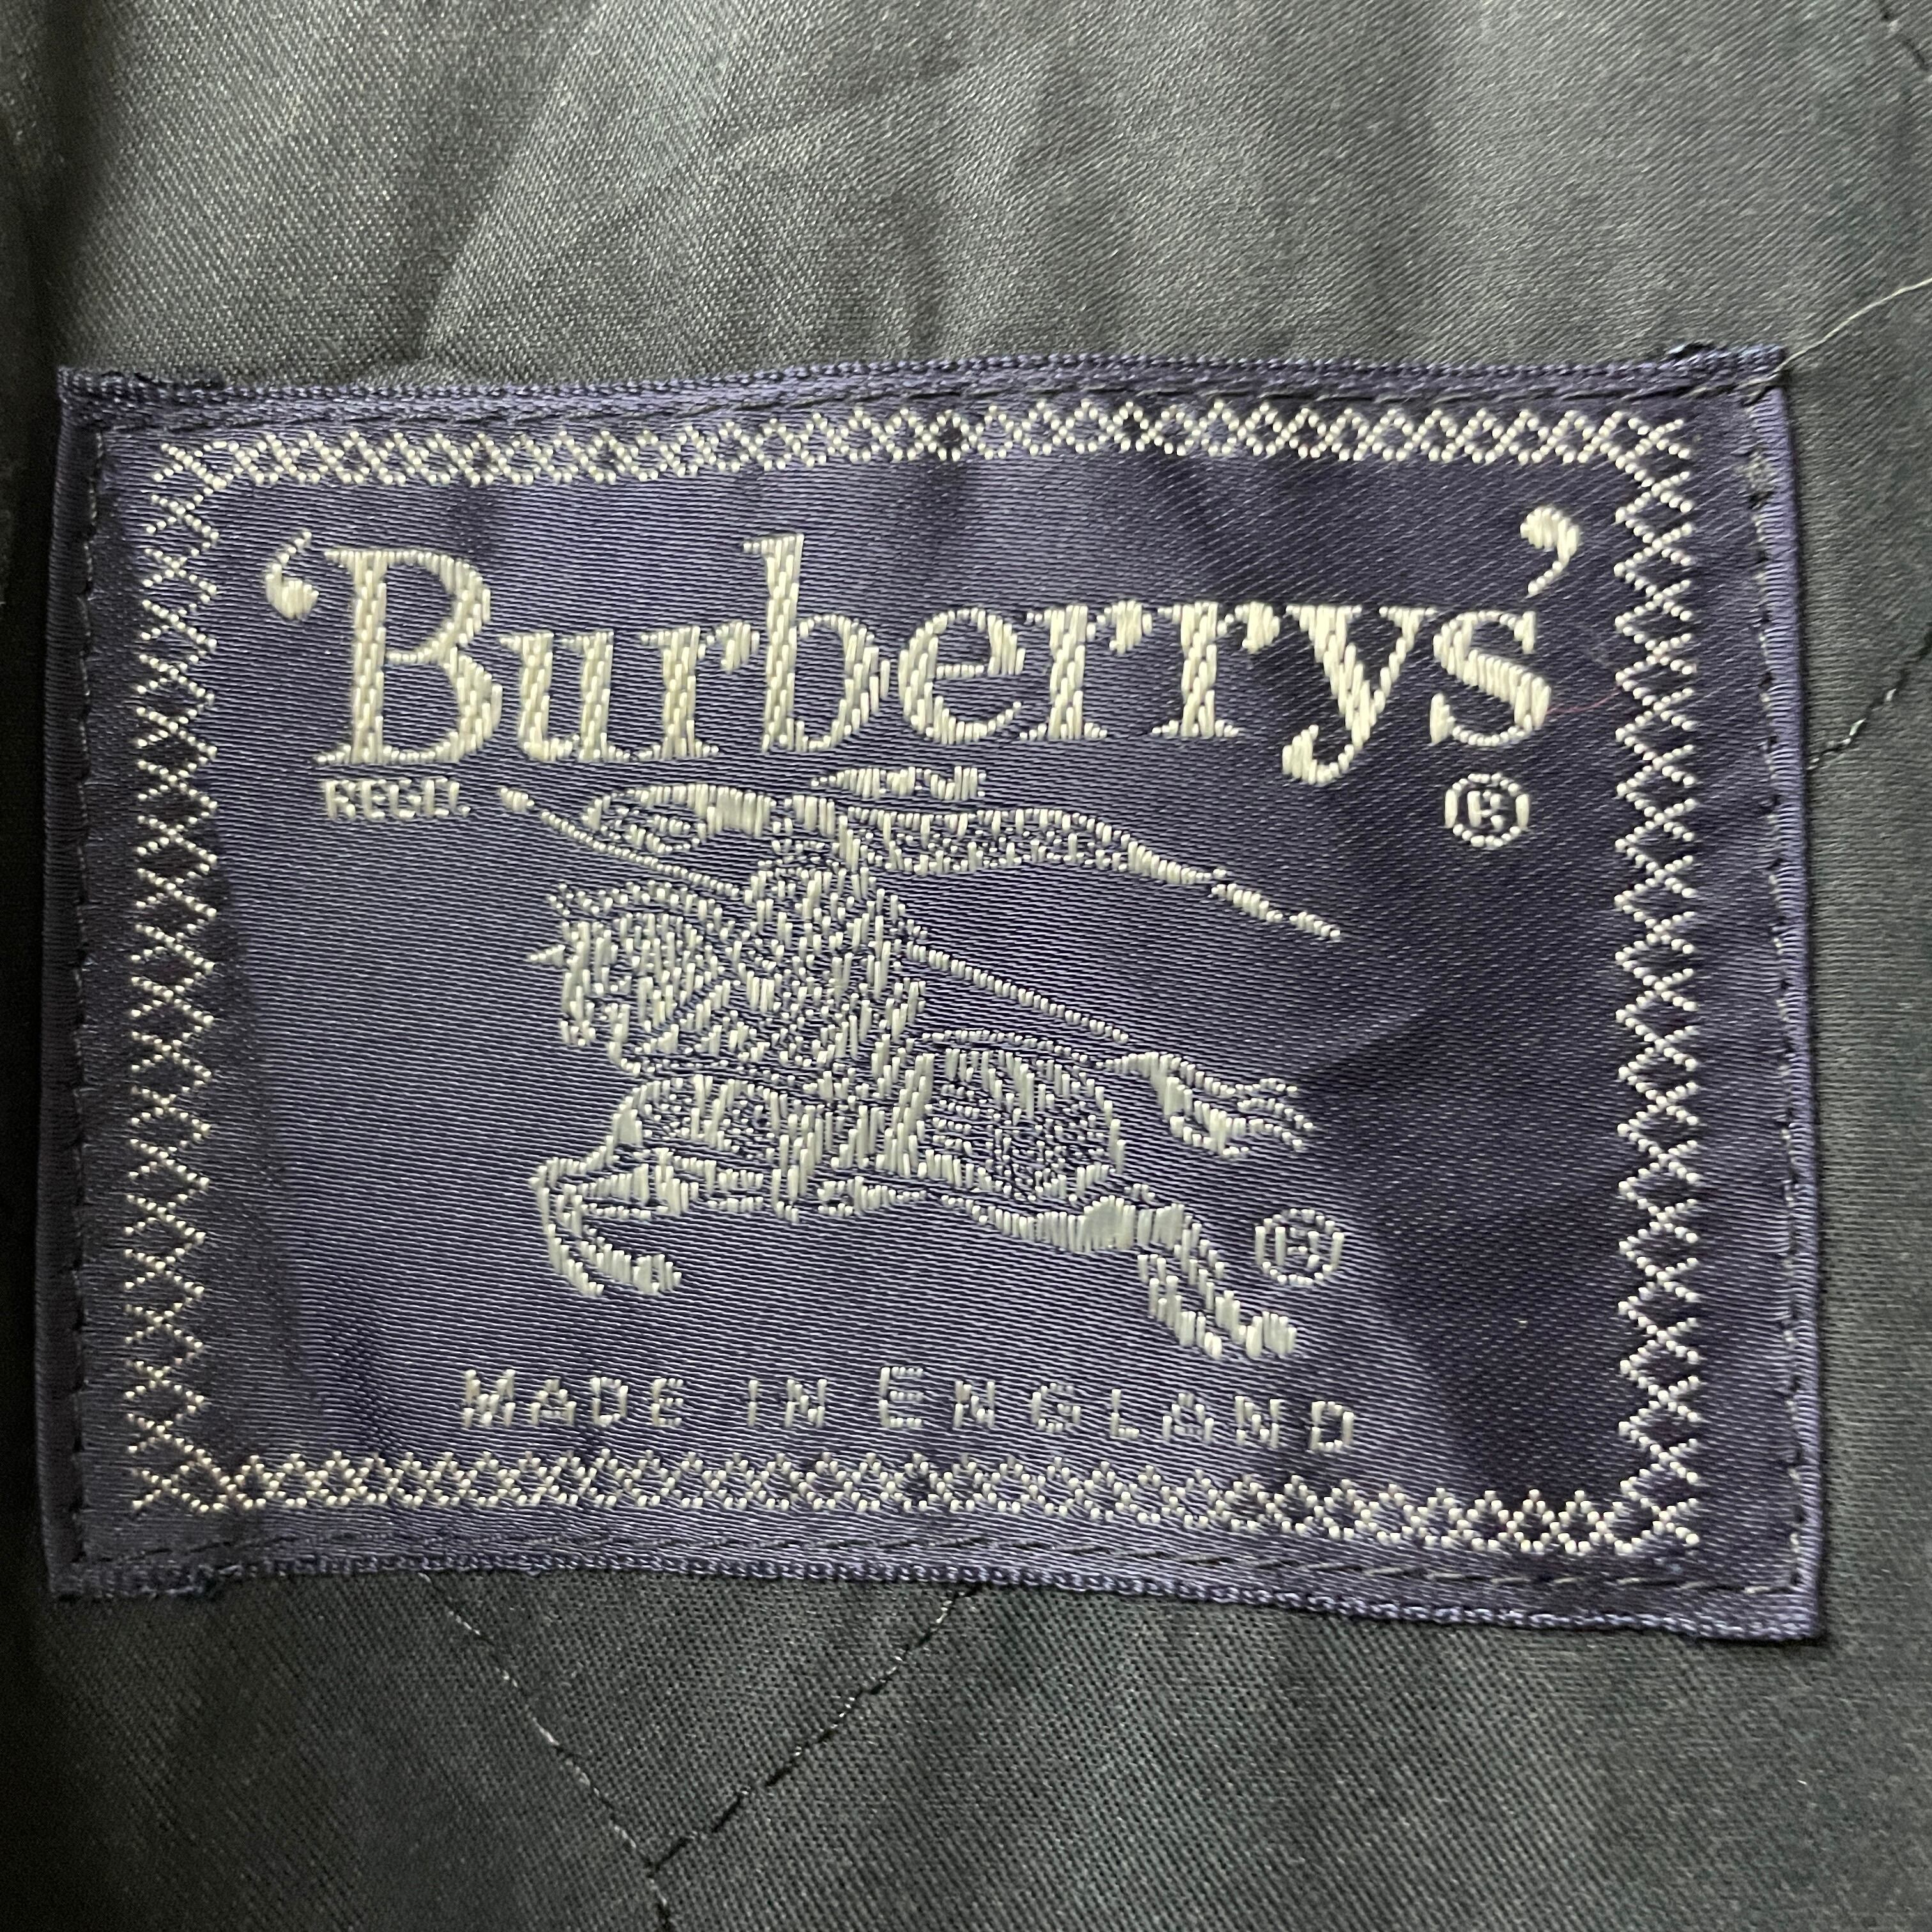 ‘Burberrys’
REGD. ®
®
MADE IN ENGLAND